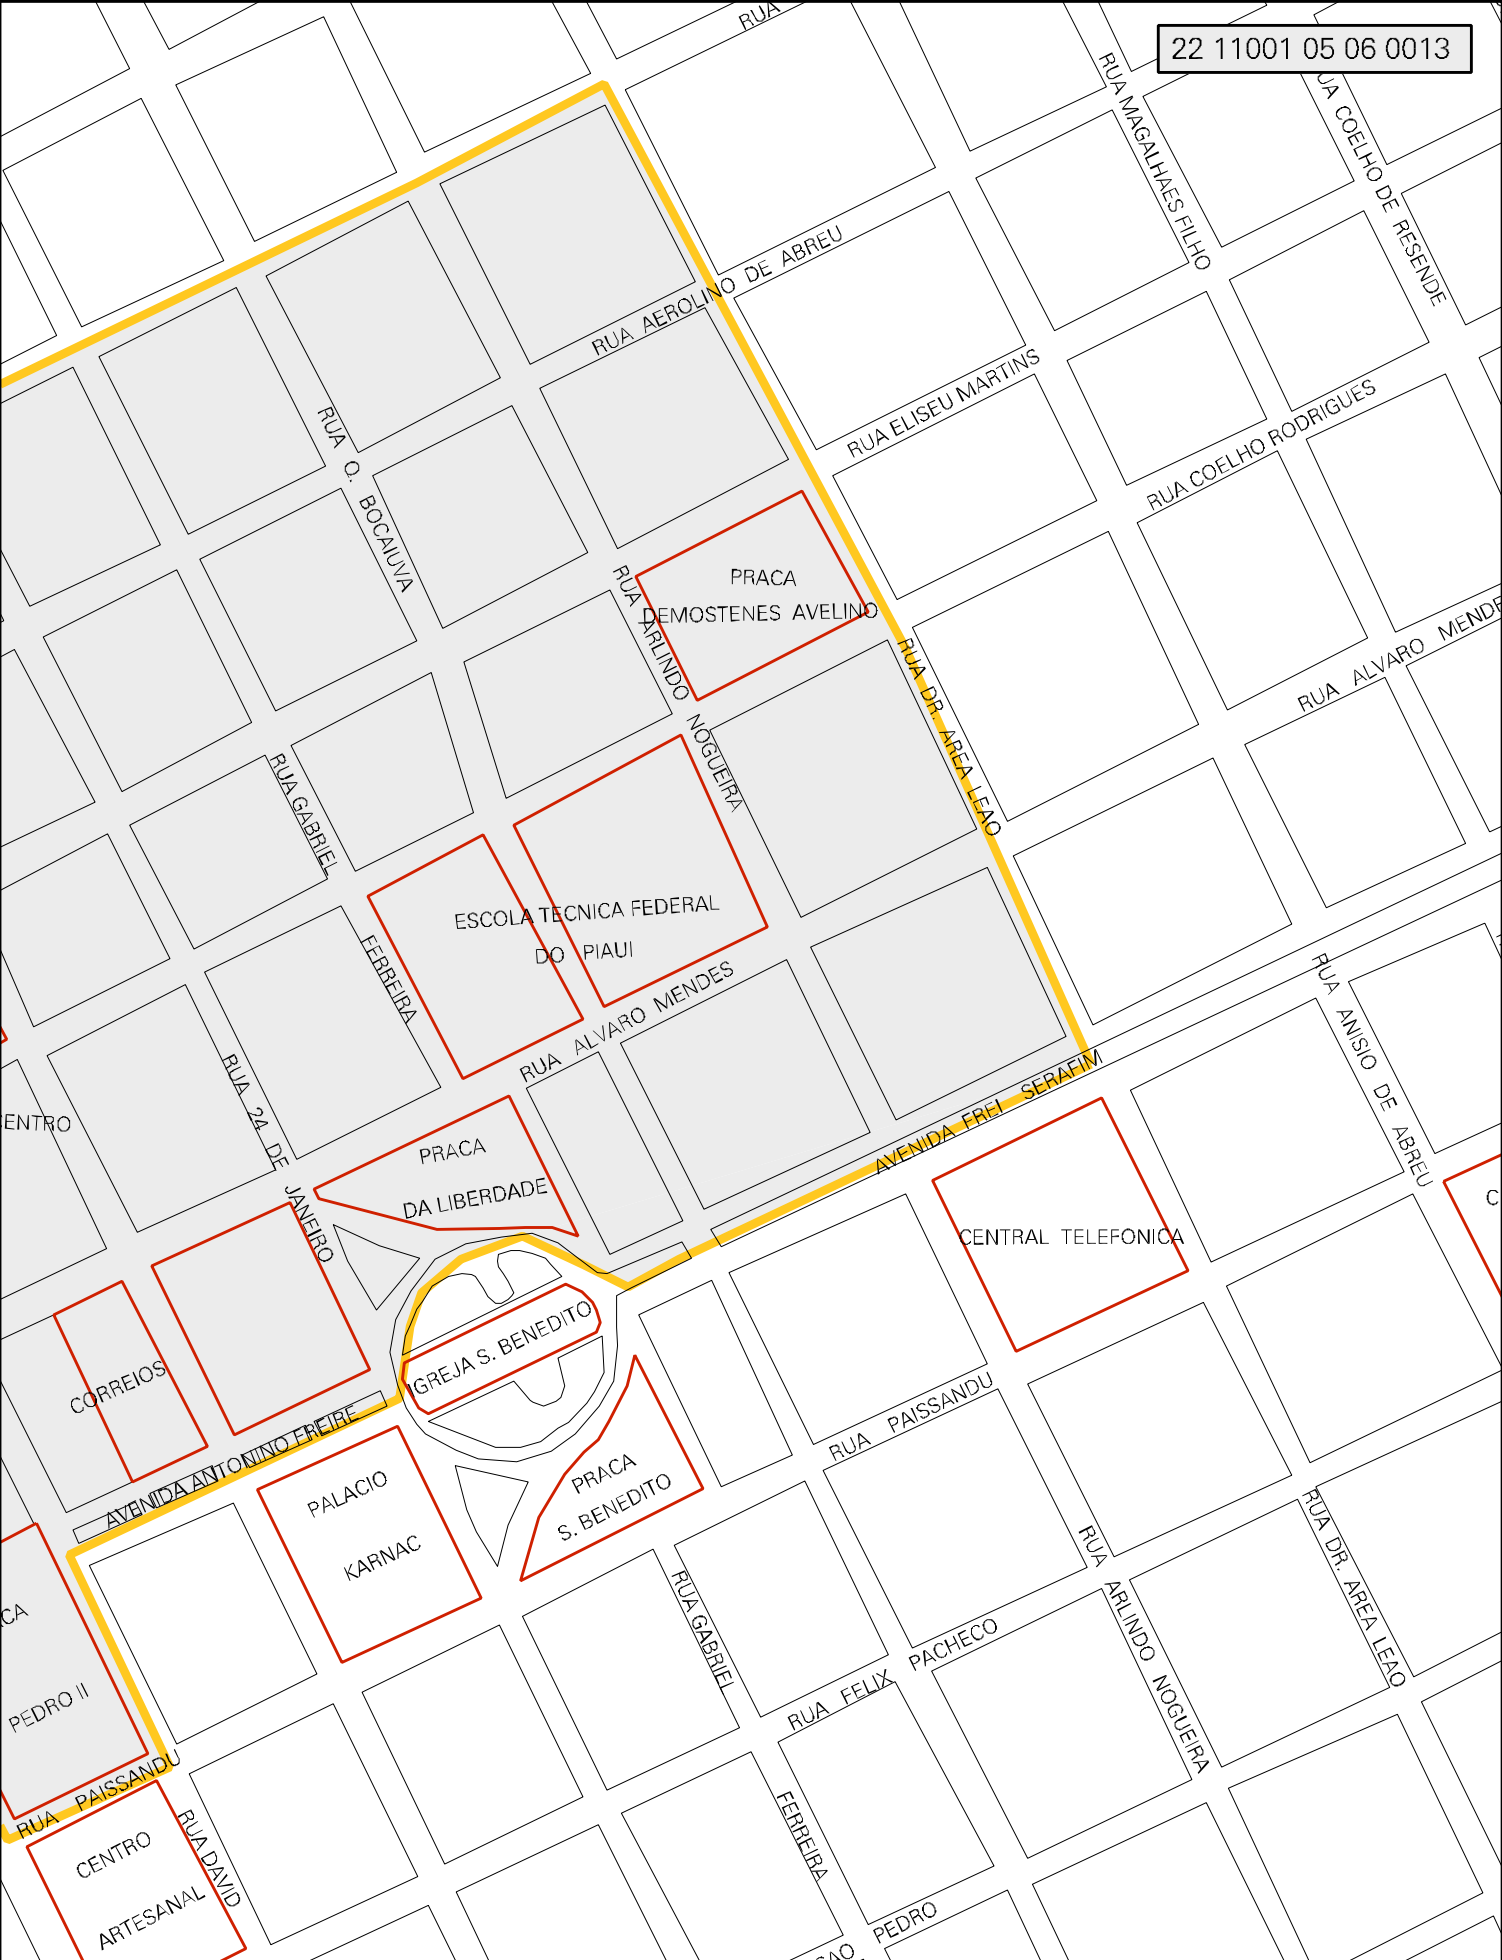 RUA
22 11001 05 06 0013
RUA MAGALHAES FILHO
UA COELHO DE RESENDE
RUA AEROLINO DE ABREU
RUA ELISEU MARTINS
RUA COELHO RODRIGUES
RUA Q. BOCAIUVA
PRACA
DEMOSTENES AVELINO
RUA ARLINDO NOGUEIRA
RUA DR. AREA LEAO
RUA ALVARO MENDE
RUA GABRIEL
FERREIRA
ESCOLA TECNICA FEDERAL
DO PIAUI
RUA ALVARO MENDES
RUA 24 DE JANEIRO
ENTRO
PRACA
DA LIBERDADE
AVENIDA FREI SERAFIM
RUA ANISIO DE ABREU
CENTRAL TELEFONICA
C
IGREJA S. BENEDITO
CORREIOS
AVENIDA ANTONINO FREIRE
PALACIO
KARNAC
PRACA
S. BENEDITO
RUA PAISSANDU
RUA DR. AREA LEAO
RUA ARLINDO NOGUEIRA
RUA GABRIEL
FERREIRA
RUA FELIX PACHECO
CA
PEDRO II
RUA PAISSANDU
RUA DAVID
CENTRO
ARTESANAL
AO. PEDRO